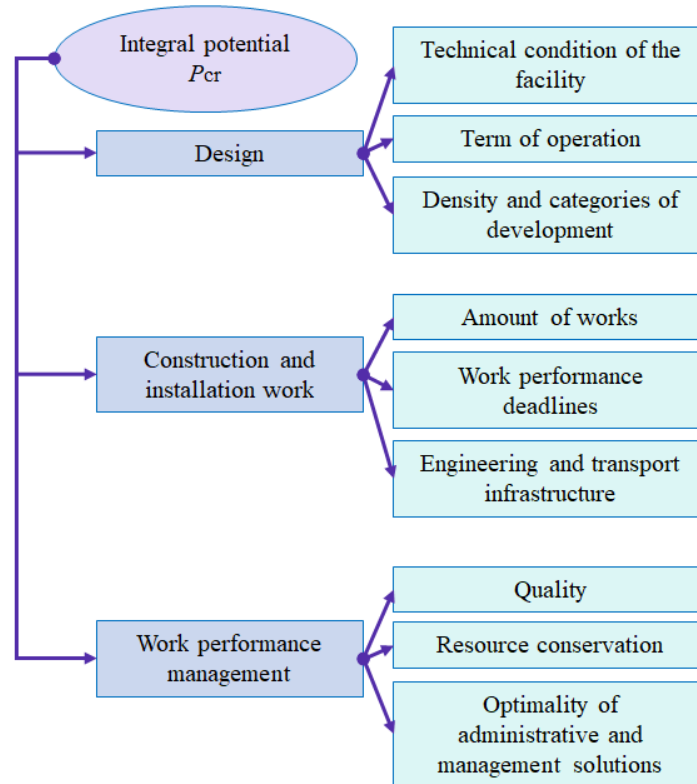 Integral potential
Pcr
Technical condition of the
facility
Design
Term of operation
Density and categories of
development
Amount of works
Construction and
installation work
Work performance
deadlines
Engineering and transport
infrastructure
Quality
Work performance
management
Resource conservation
Optimality of
administrative and
management solutions